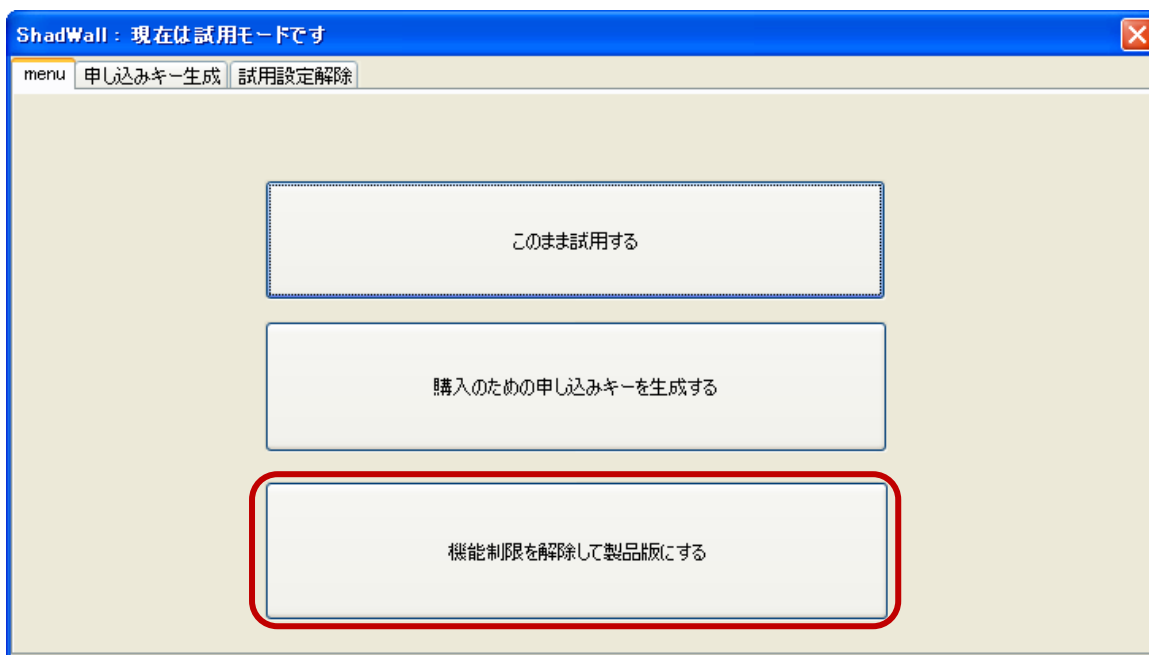 ShadWall : 現在は試用モードです
menu 申し込みキー生成 試用設定解除
このまま試用する
購入のための申し込みキーを生成する
機能制限を解除して製品版にする